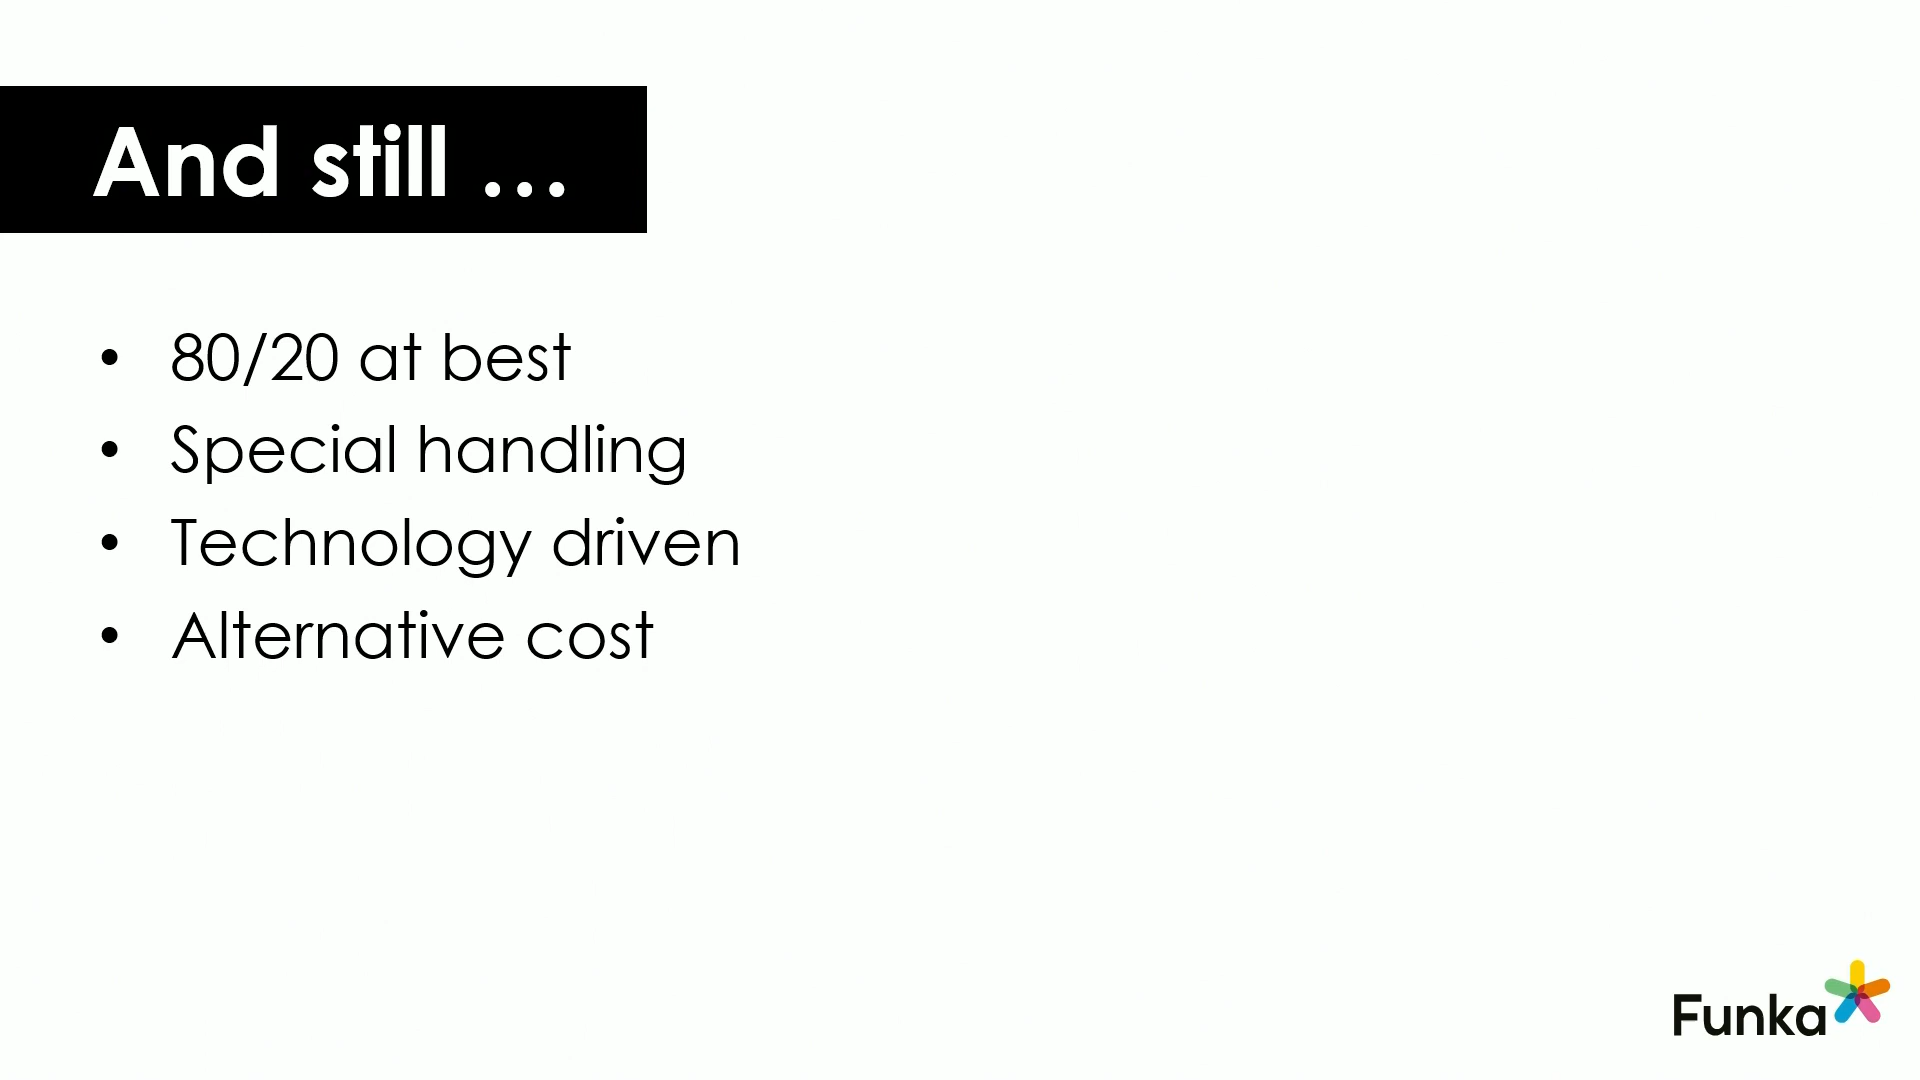 And still …
• 80/20 at best
• Special handling
• Technology driven
• Alternative cost
Funka